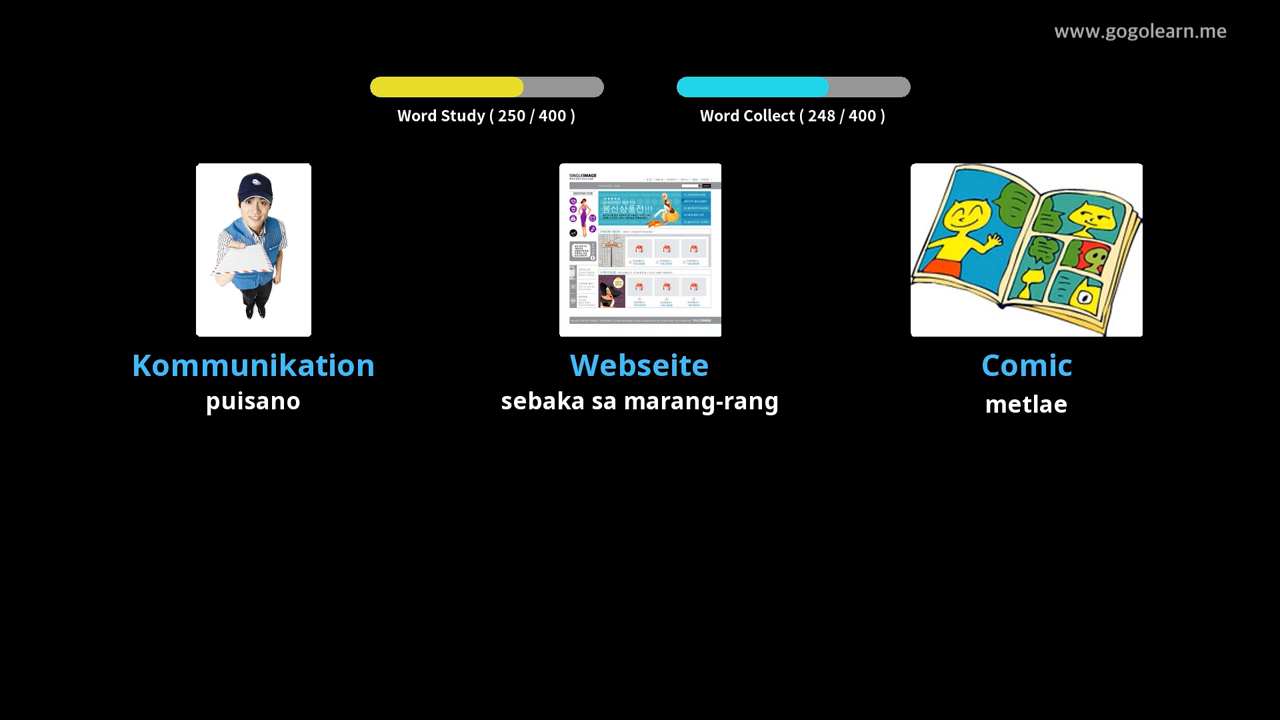 www.gogolearn.me
Word Study ( 250 / 400 )
Word Collect ( 248 / 400 )
Kommunikation
puisano
Webseite
sebaka sa marang-rang
Comic
metlae